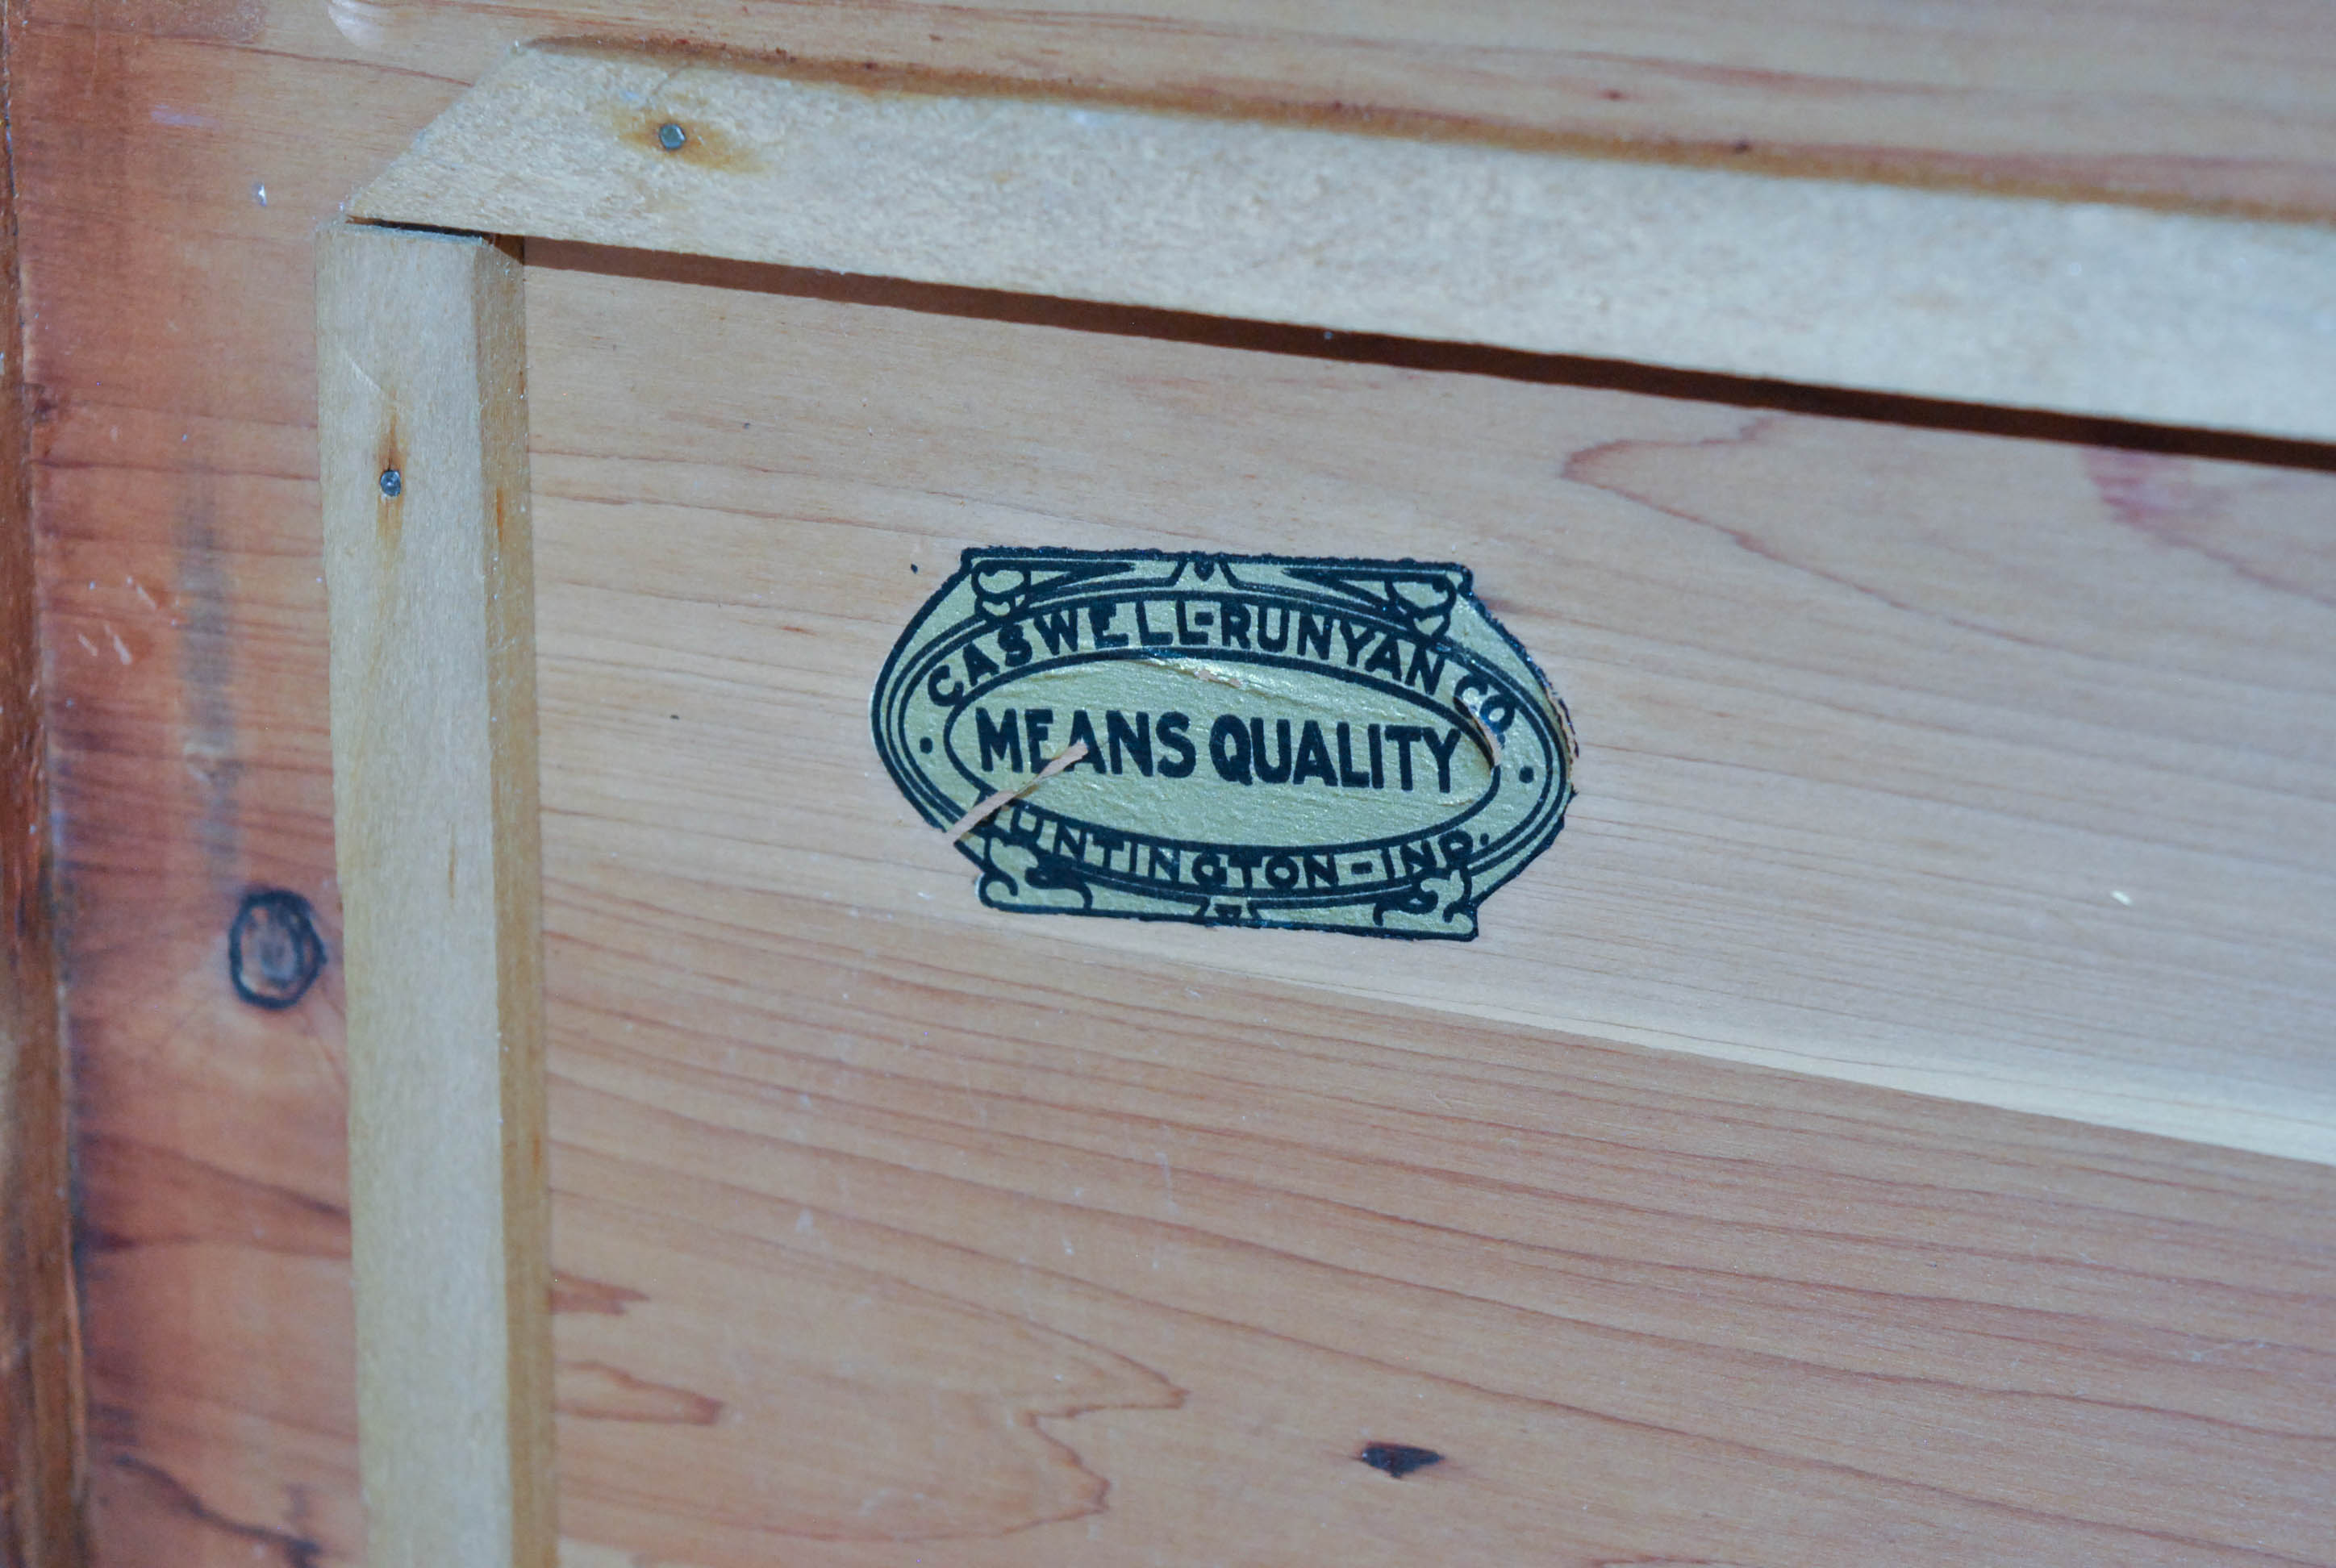 CASWELL-RUNYAN CO
MEANS QUALITY
HUNTINGTON-IND.